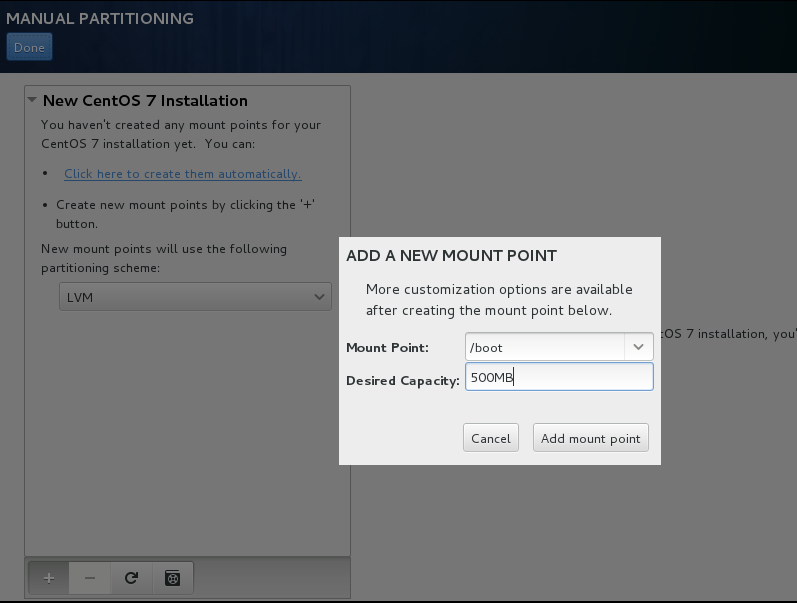 MANUAL PARTITIONING
Done
New CentOS 7 Installation
You haven't created any mount points for your
CentOS 7 installation yet.  You can:
• Click here to create them automatically.
• Create new mount points by clicking the '+'
button.
New mount points will use the following
partitioning scheme:
LVM
ADD A NEW MOUNT POINT
More customization options are available
after creating the mount point below.
tOS 7 installation, you'
Mount Point: /boot
Desired Capacity: 500MB
Cancel Add mount point
+ −